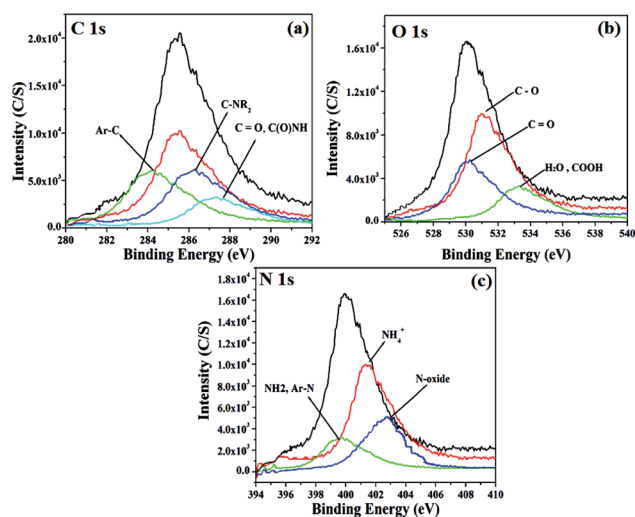 C 1s (a)
Intensity (C/S)
2.0x10⁴
1.5x10⁴
1.0x10⁴
5.0x10³
0.0
C-NR₂
Ar-C
C = O, C(O)NH
280 282 284 286 288 290 292
Binding Energy (eV)
O 1s (b)
Intensity (C/S)
1.6x10⁴
1.2x10⁴
8.0x10³
4.0x10³
0.0
C - O
C = O
H₂O , COOH
526 528 530 532 534 536 538 540
Binding Energy (eV)
N 1s (c)
Intensity (C/S)
1.8x10⁴
1.6x10⁴
1.4x10⁴
1.2x10⁴
1.0x10⁴
8.0x10³
6.0x10³
4.0x10³
2.0x10³
0.0
NH₄⁺
NH2, Ar-N
N-oxide
394 396 398 400 402 404 406 408 410
Binding Energy (eV)